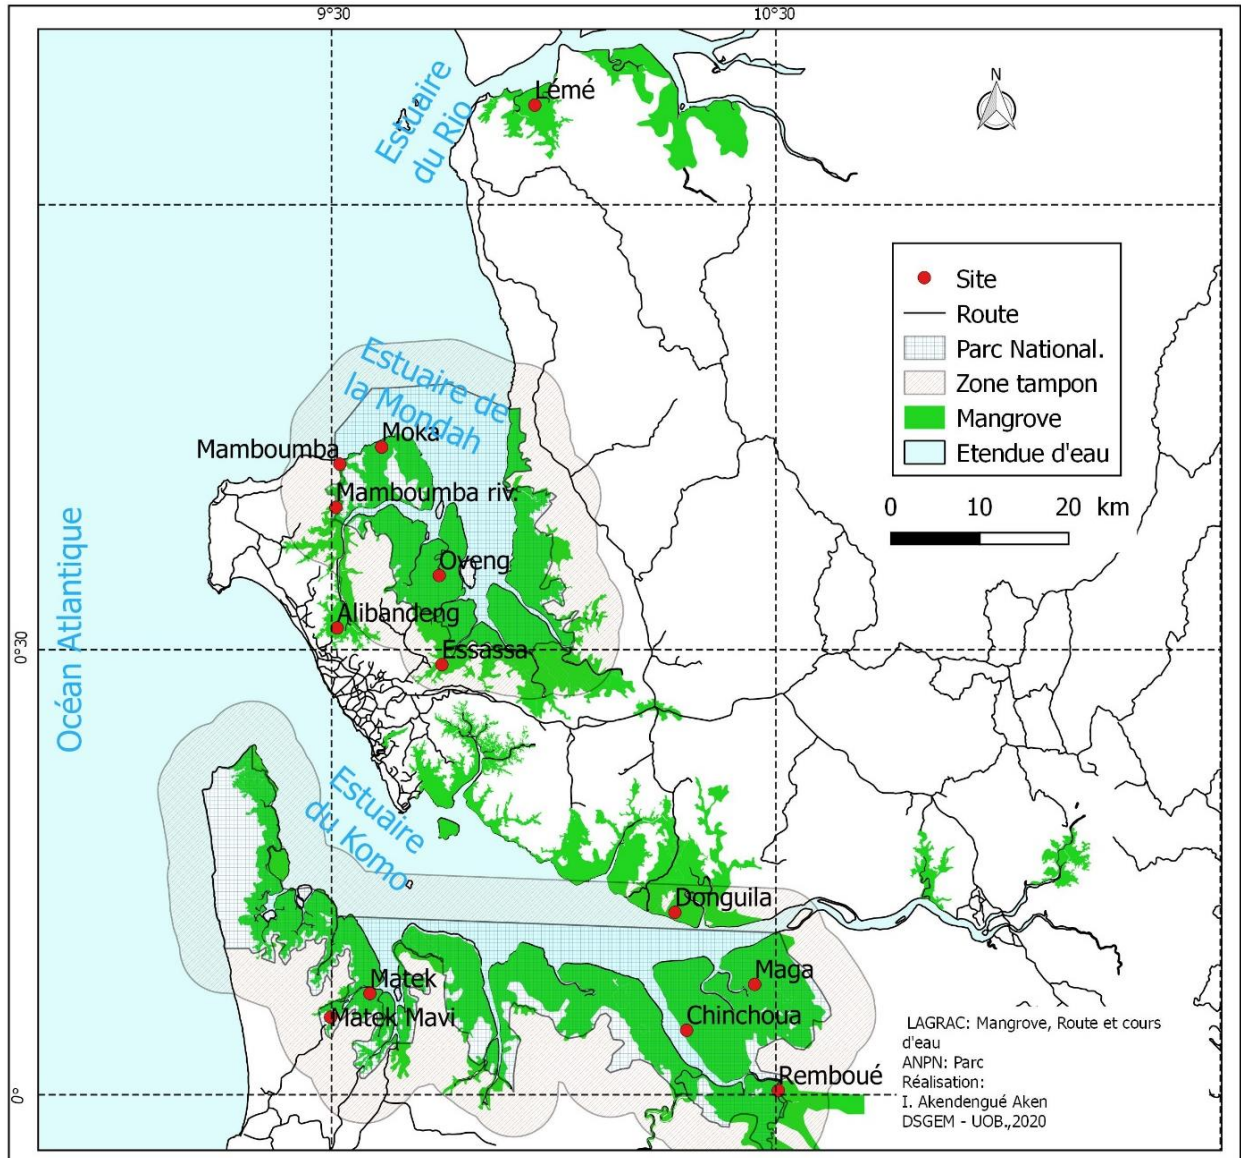 9°30
10°30
Estuaire
du Rio
Lémé
N
Site
Route
Parc National.
Zone tampon
Mangrove
Etendue d'eau
0 10 20 km
Estuaire de
la Mondah
Moka
Mamboumba
Mamboumba riv.
Oveng
Alibandeng
Essassa
Océan Atlantique
0°30
Estuaire
du Komo
Donguila
Matek
Matek Mavi
Maga
Chinchoua
Remboué
0°
LAGRAC: Mangrove, Route et cours
d'eau
ANPN: Parc
Réalisation:
I. Akendengué Aken
DSGEM - UOB.,2020